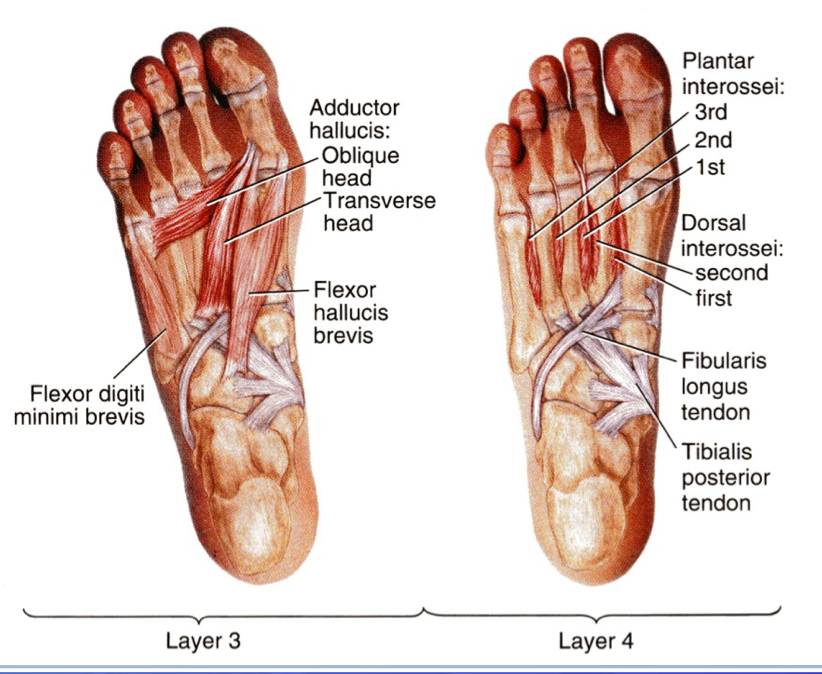 Adductor
hallucis:
Oblique
head
Transverse
head
Flexor
hallucis
brevis
Flexor digiti
minimi brevis
Layer 3
Plantar
interossei:
3rd
2nd
1st
Dorsal
interossei:
second
first
Fibularis
longus
tendon
Tibialis
posterior
tendon
Layer 4